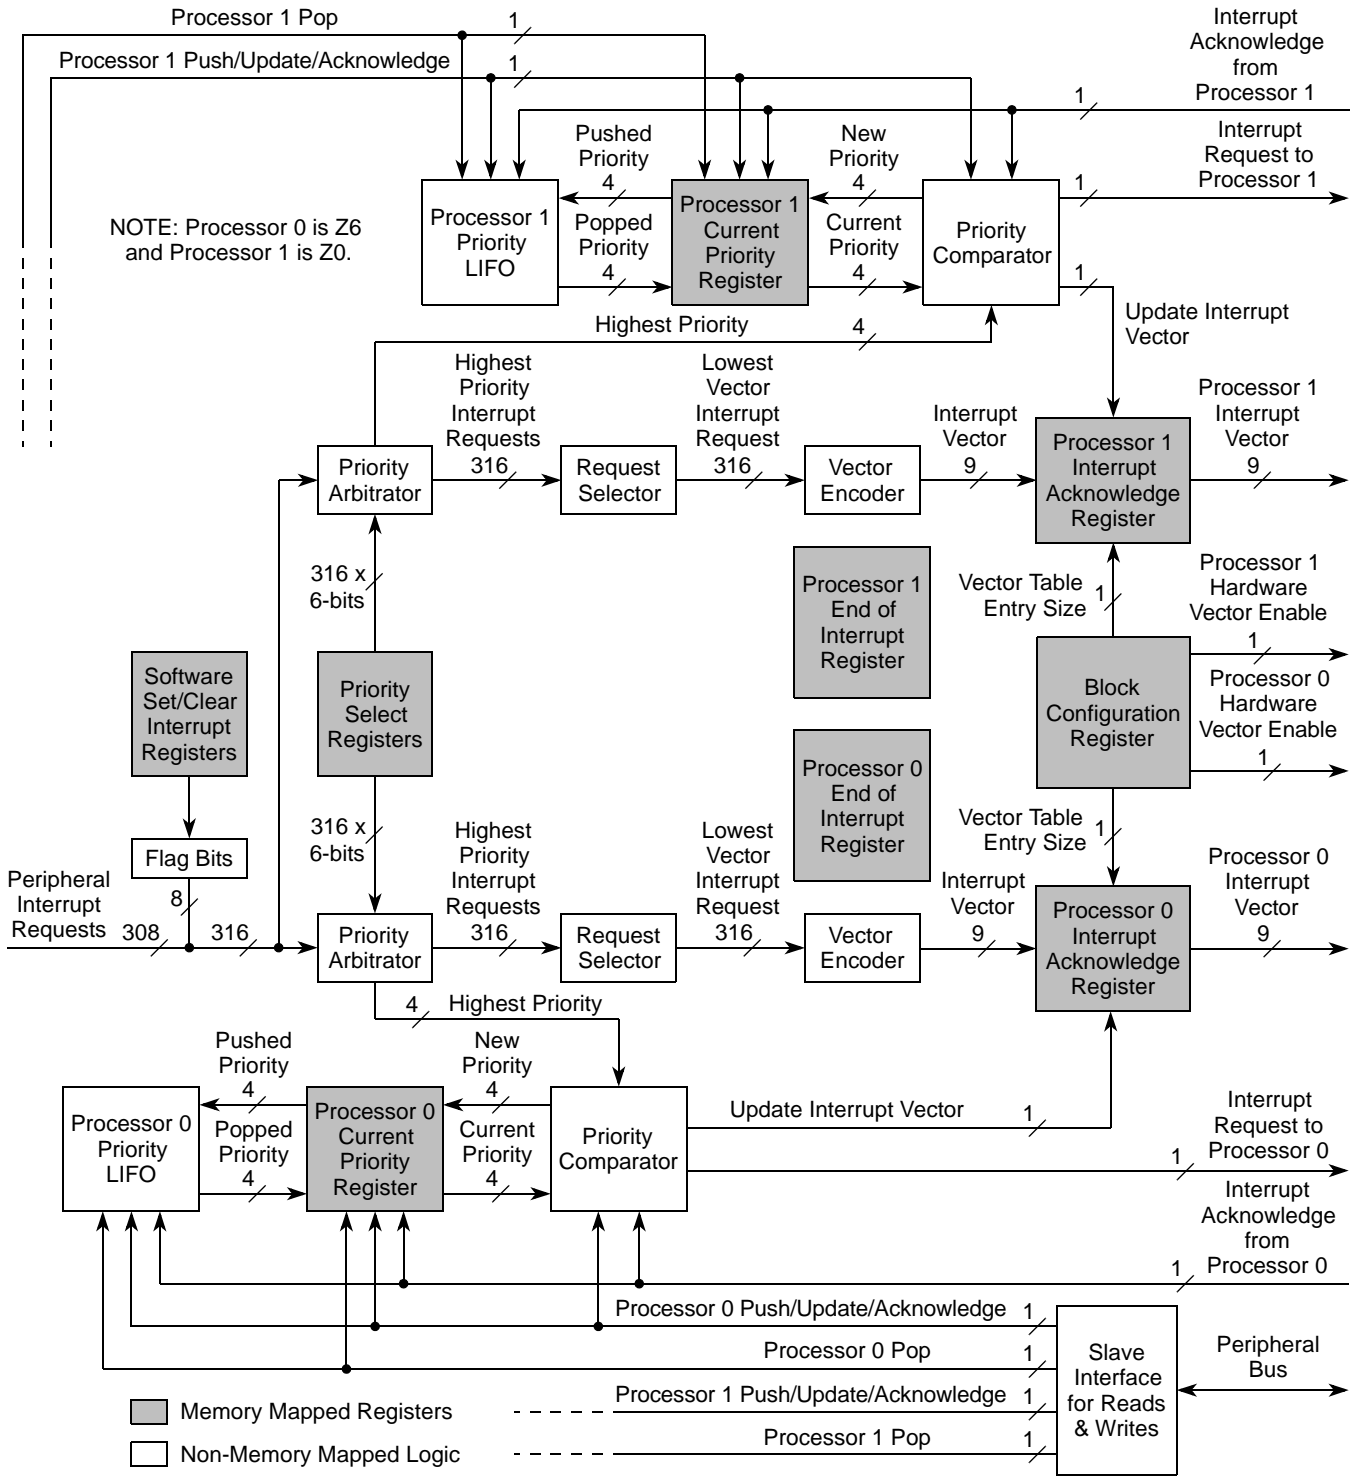 Processor 1 Pop
1
Processor 1 Push/Update/Acknowledge
1
Interrupt
Acknowledge
from
Processor 1
1
Pushed
Priority
4
New
Priority
4
Interrupt
Request to
Processor 1
1
NOTE: Processor 0 is Z6
and Processor 1 is Z0.
Processor 1
Priority
LIFO
Popped
Priority
4
Processor 1
Current
Priority
Register
Current
Priority
4
Priority
Comparator
1
Update Interrupt
Vector
Highest Priority
4
Highest
Priority
Interrupt
Requests
316
Lowest
Vector
Interrupt
Request
316
Interrupt
Vector
9
Processor 1
Interrupt
Vector
9
Priority
Arbitrator
Request
Selector
Vector
Encoder
Processor 1
Interrupt
Acknowledge
Register
316 x
6-bits
Processor 1
End of
Interrupt
Register
Vector Table
Entry Size
1
Processor 1
Hardware
Vector Enable
1
Software
Set/Clear
Interrupt
Registers
Priority
Select
Registers
Block
Configuration
Register
Processor 0
Hardware
Vector Enable
1
Processor 0
End of
Interrupt
Register
316 x
6-bits
Vector Table
Entry Size
1
Flag Bits
8
Peripheral
Interrupt
Requests
308
316
Highest
Priority
Interrupt
Requests
316
Lowest
Vector
Interrupt
Request
316
Interrupt
Vector
9
Processor 0
Interrupt
Vector
9
Priority
Arbitrator
Request
Selector
Vector
Encoder
Processor 0
Interrupt
Acknowledge
Register
4
Highest Priority
Pushed
Priority
4
New
Priority
4
Processor 0
Priority
LIFO
Popped
Priority
4
Processor 0
Current
Priority
Register
Current
Priority
4
Priority
Comparator
Update Interrupt Vector
1
Interrupt
Request to
Processor 0
1
Interrupt
Acknowledge
from
Processor 0
1
Processor 0 Push/Update/Acknowledge
1
Processor 0 Pop
1
Processor 1 Push/Update/Acknowledge
1
Processor 1 Pop
1
Slave
Interface
for Reads
& Writes
Peripheral
Bus
Memory Mapped Registers
Non-Memory Mapped Logic